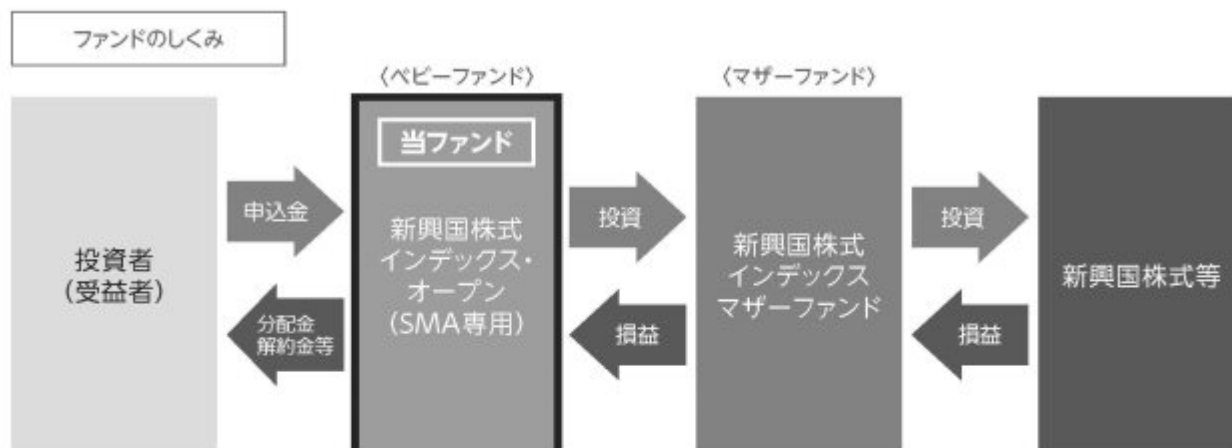 ファンドのしくみ
〈ベビーファンド〉
〈マザーファンド〉
投資者
（受益者）
申込金
分配金
解約金等
当ファンド
新興国株式
インデックス・
オープン
（SMA専用）
投資
損益
新興国株式
インデックス
マザーファンド
投資
損益
新興国株式等